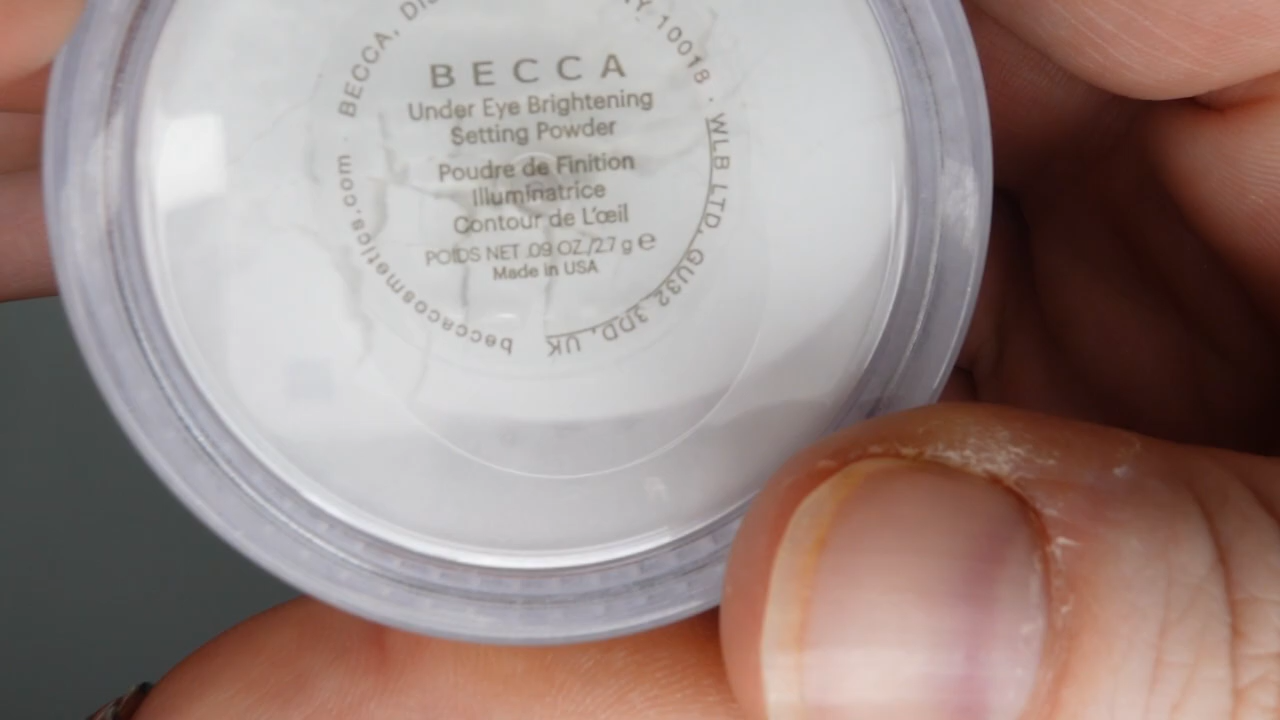 BECCA
Under Eye Brightening
Setting Powder
Poudre de Finition
Illuminatrice
Contour de L'œil
POIDS NET .09 OZ./2.7 g ℮
Made in USA
beccacosmetics.com · BECCA,
NY 10018 · WLB LTD, GU32 3DD, UK